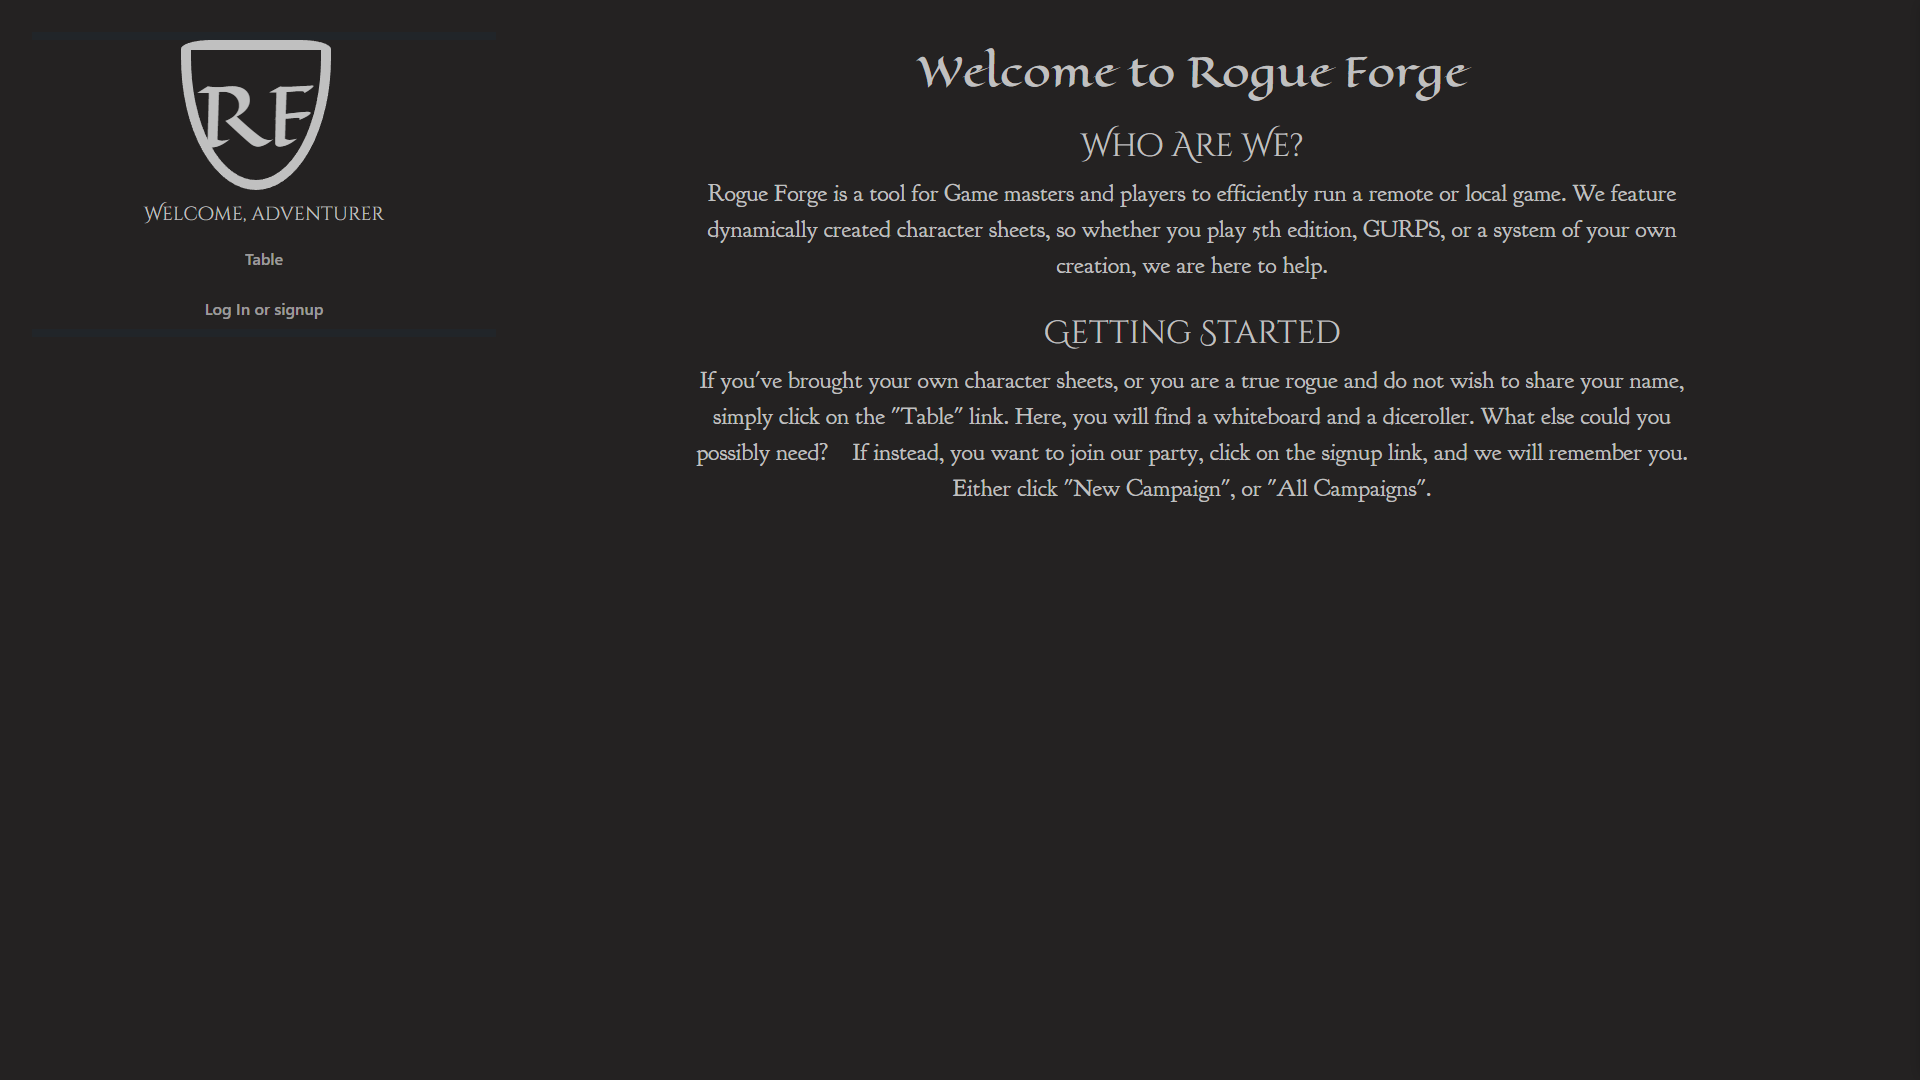 RF
Welcome, adventurer
Table
Log In or signup
Welcome to Rogue Forge
Who Are We?
Rogue Forge is a tool for Game masters and players to efficiently run a remote or local game. We feature
dynamically created character sheets, so whether you play 5th edition, GURPS, or a system of your own
creation, we are here to help.
Getting Started
If you've brought your own character sheets, or you are a true rogue and do not wish to share your name,
simply click on the "Table" link. Here, you will find a whiteboard and a diceroller. What else could you
possibly need? If instead, you want to join our party, click on the signup link, and we will remember you.
Either click "New Campaign", or "All Campaigns".